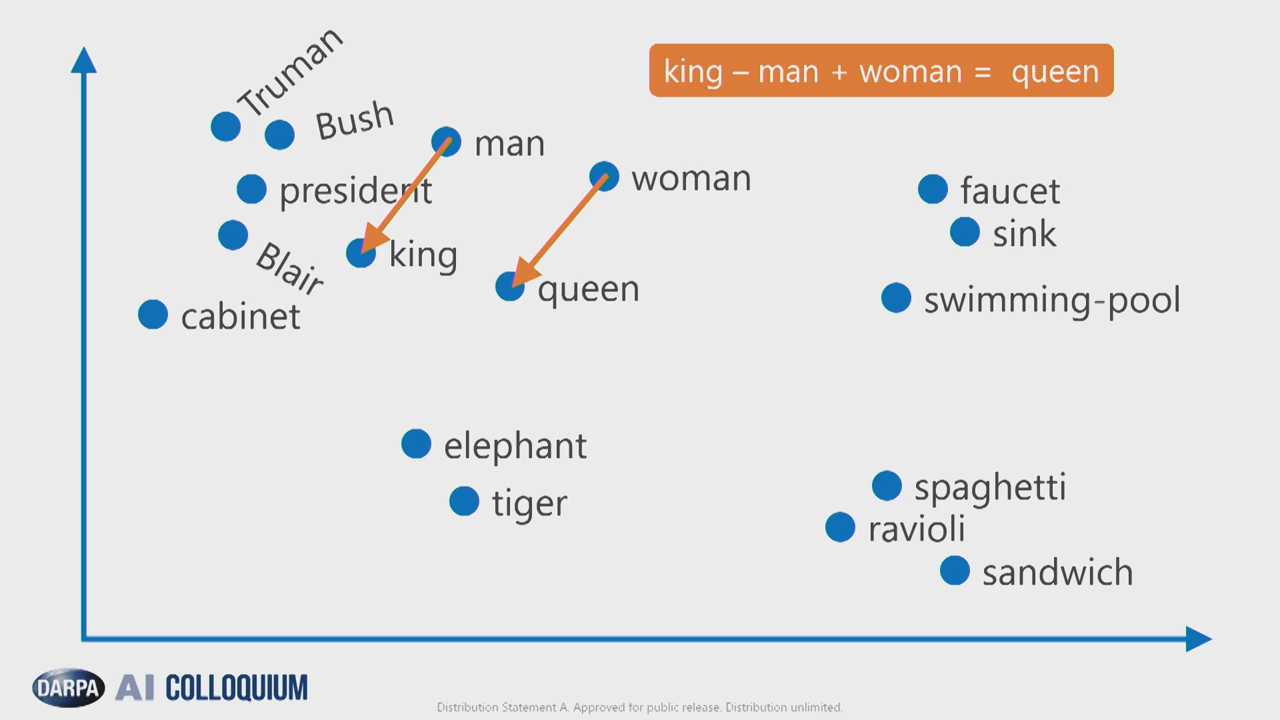 Truman
king – man + woman = queen
Bush
man
woman
president
faucet
sink
king
Blair
queen
swimming-pool
cabinet
elephant
tiger
spaghetti
ravioli
sandwich
DARPA AI COLLOQUIUM
Distribution Statement A. Approved for public release. Distribution unlimited.